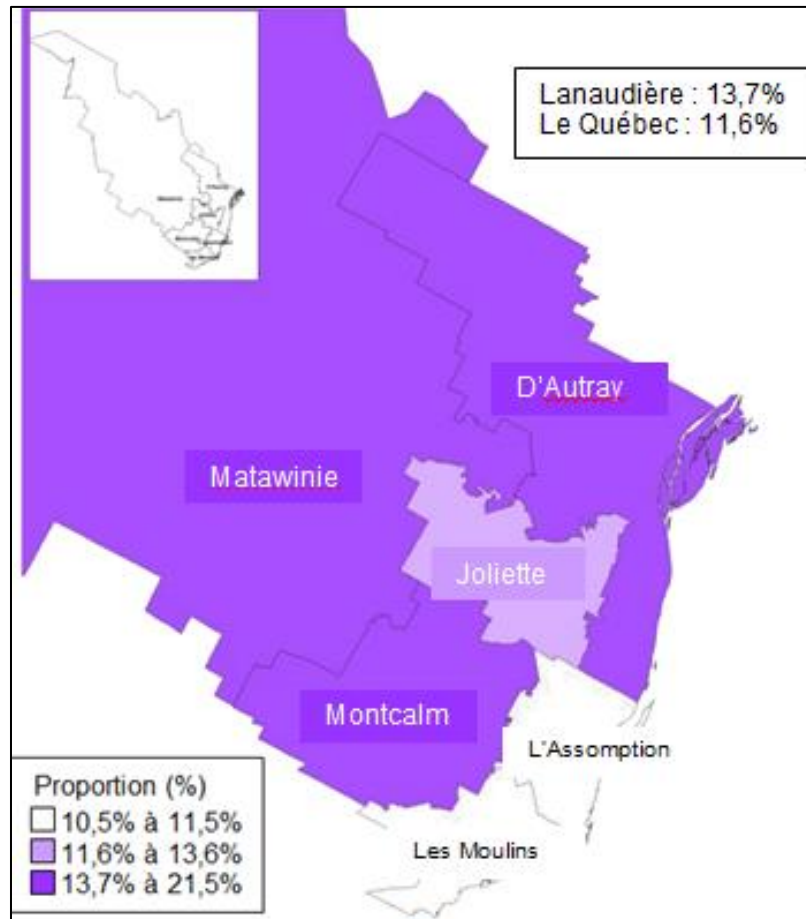 Lanaudière : 13,7%
Le Québec : 11,6%
D'Autray
Matawinie
Joliette
Montcalm
L'Assomption
Les Moulins
Proportion (%)
10,5% à 11,5%
11,6% à 13,6%
13,7% à 21,5%